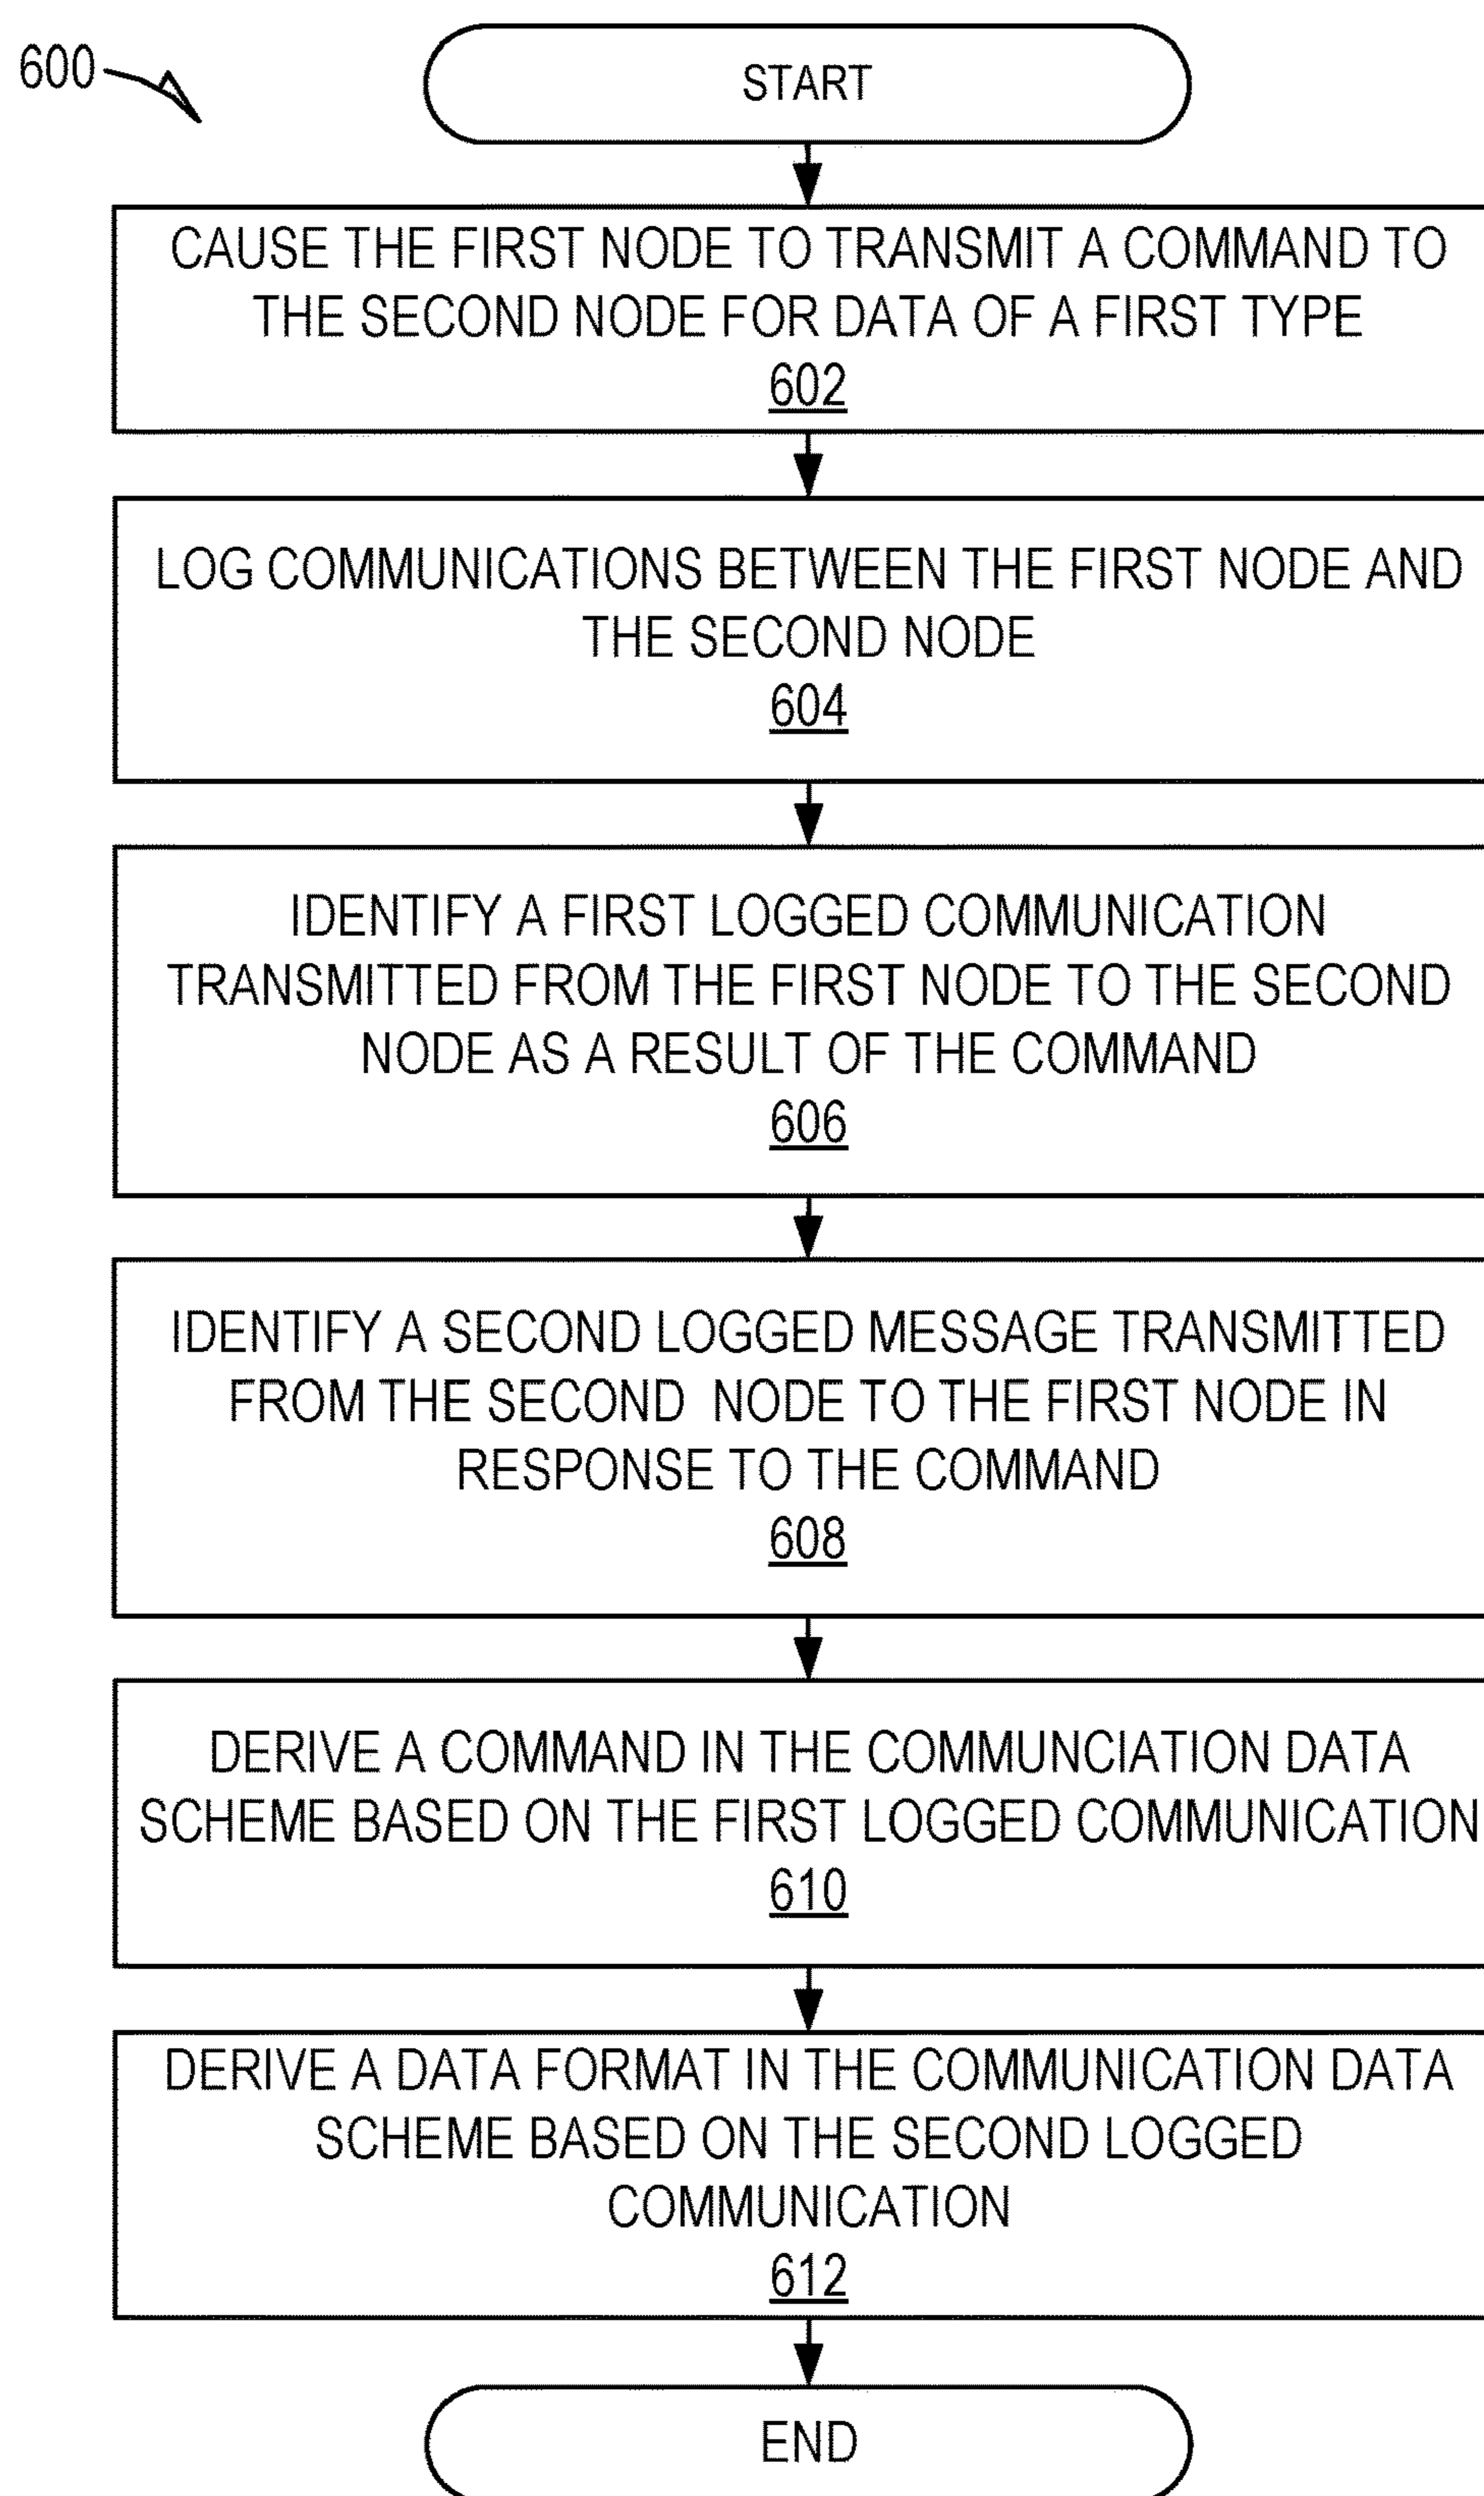 600
START
CAUSE THE FIRST NODE TO TRANSMIT A COMMAND TO
THE SECOND NODE FOR DATA OF A FIRST TYPE
602
LOG COMMUNICATIONS BETWEEN THE FIRST NODE AND
THE SECOND NODE
604
IDENTIFY A FIRST LOGGED COMMUNICATION
TRANSMITTED FROM THE FIRST NODE TO THE SECOND
NODE AS A RESULT OF THE COMMAND
606
IDENTIFY A SECOND LOGGED MESSAGE TRANSMITTED
FROM THE SECOND NODE TO THE FIRST NODE IN
RESPONSE TO THE COMMAND
608
DERIVE A COMMAND IN THE COMMUNCIATION DATA
SCHEME BASED ON THE FIRST LOGGED COMMUNICATION
610
DERIVE A DATA FORMAT IN THE COMMUNICATION DATA
SCHEME BASED ON THE SECOND LOGGED
COMMUNICATION
612
END